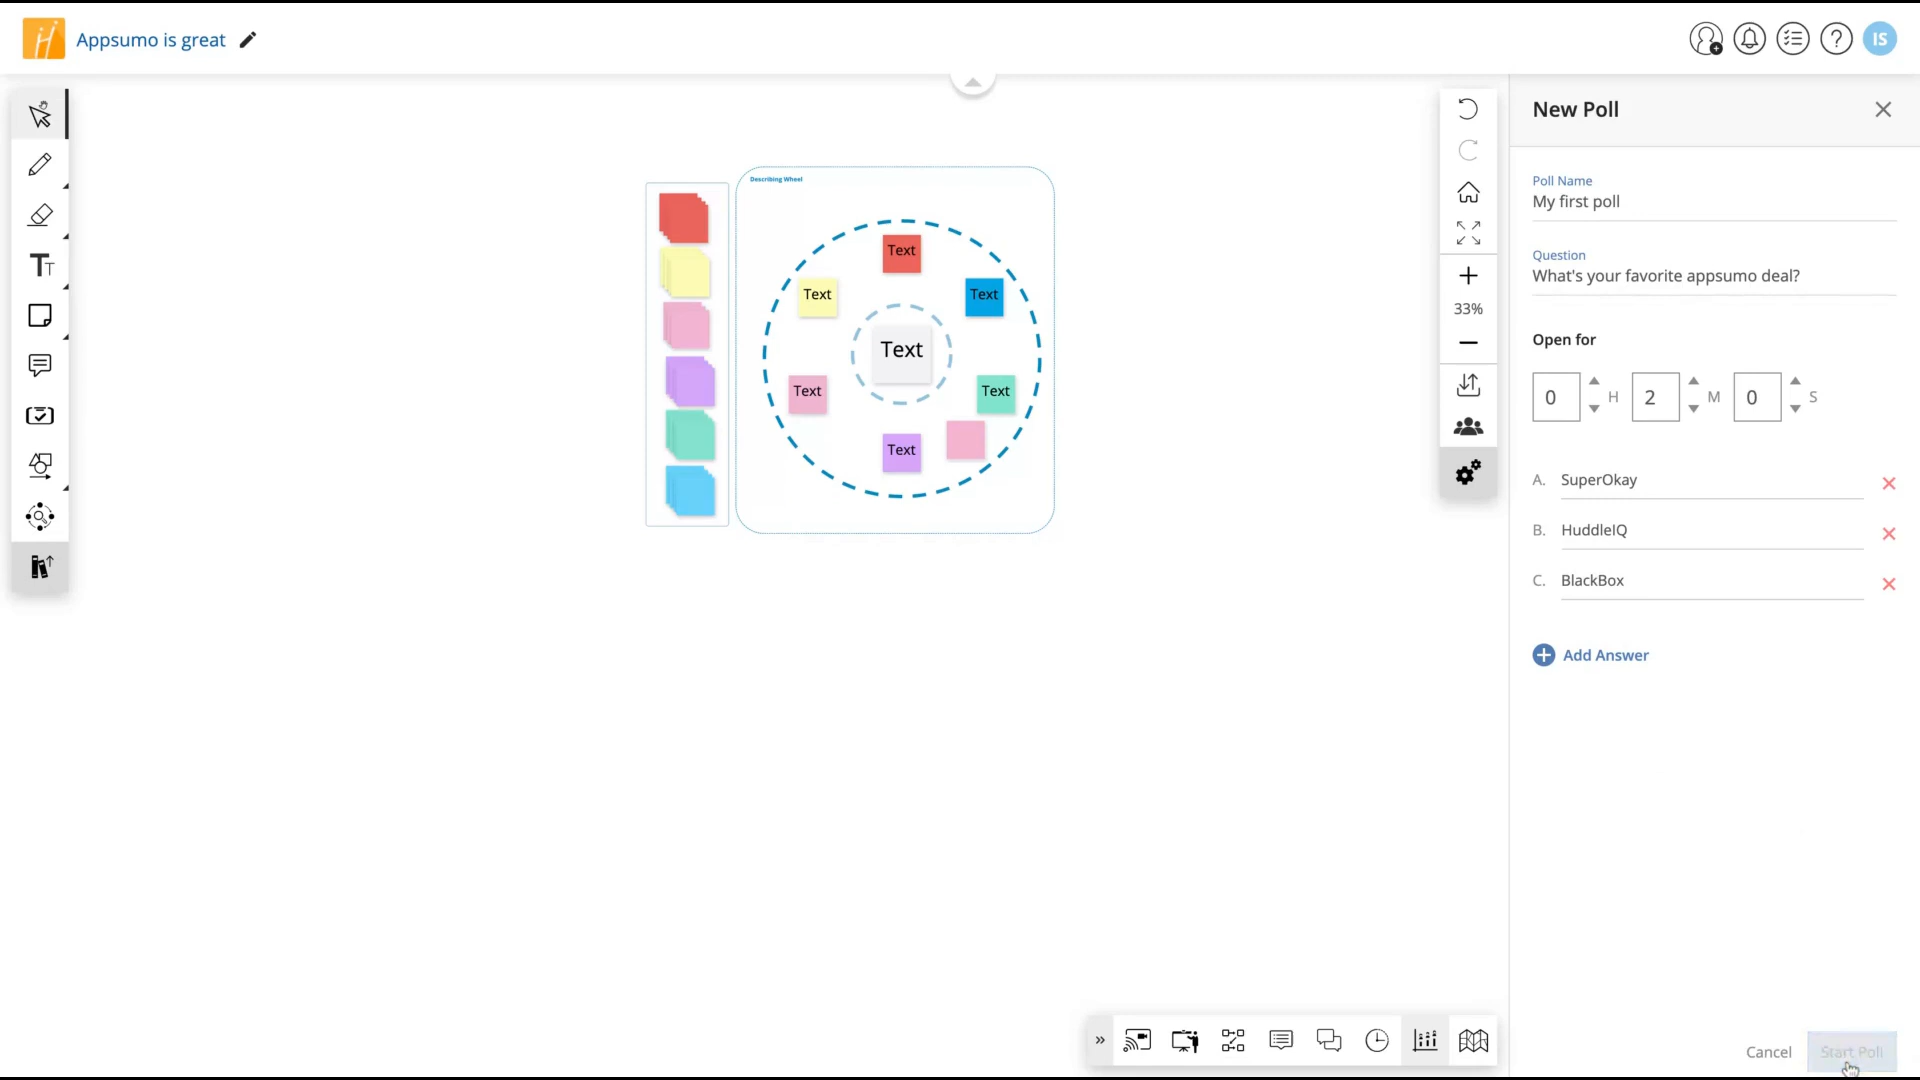 Appsumo is great
IS
New Poll
Poll Name
My first poll
Question
What's your favorite appsumo deal?
Open for
0 H 2 M 0 S
A. SuperOkay
B. HuddleIQ
C. BlackBox
Add Answer
Cancel Start Poll
33%
Describing Wheel
Text
Text
Text
Text
Text
Text
Text
TT